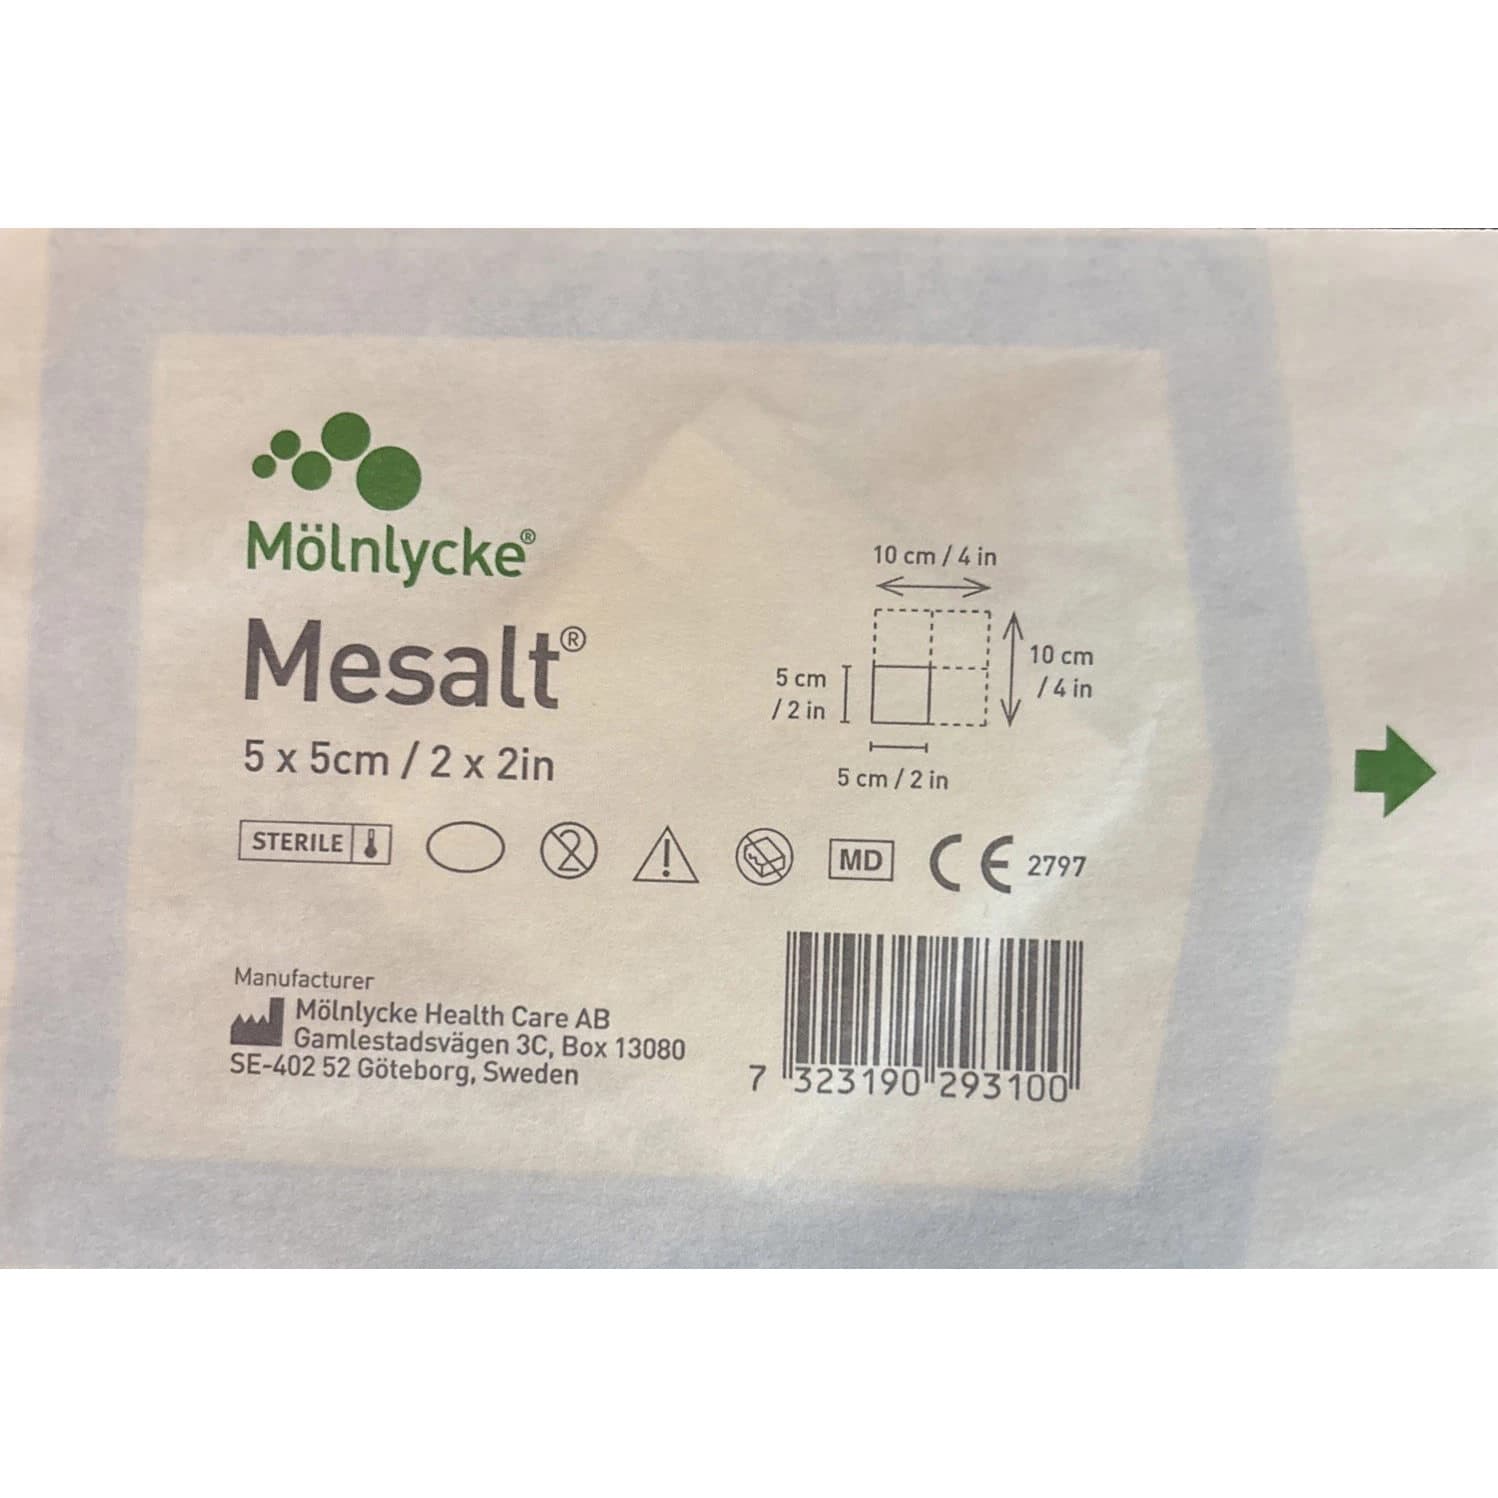 Mölnlycke®
Mesalt®
5 x 5cm / 2 x 2in
10 cm / 4 in
10 cm
/ 4 in
5 cm
/ 2 in
5 cm / 2 in
STERILE
2
MD
CE 2797
Manufacturer
Mölnlycke Health Care AB
Gamlestadsvägen 3C, Box 13080
SE-402 52 Göteborg, Sweden
7 323190 293100